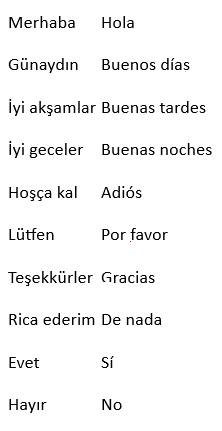 Merhaba Hola
Günaydın Buenos días
İyi akşamlar Buenas tardes
İyi geceler Buenas noches
Hoşça kal Adiós
Lütfen Por favor
Teşekkürler Gracias
Rica ederim De nada
Evet Sí
Hayır No